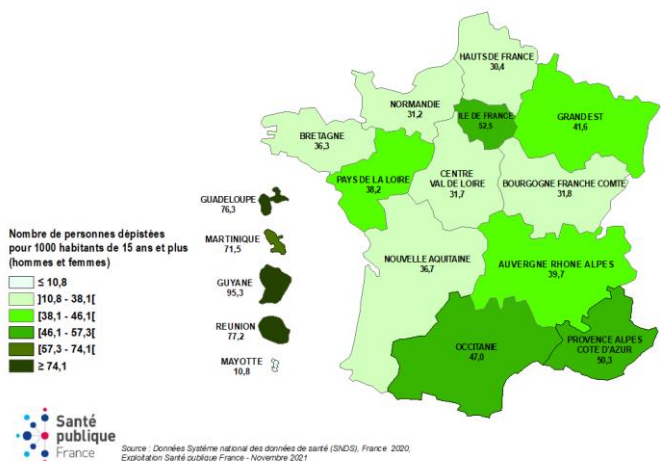 HAUTS DE FRANCE
30,4
NORMANDIE
31,2
ILE DE FRANCE
52,5
GRAND EST
41,6
BRETAGNE
36,3
PAYS DE LA LOIRE
38,2
CENTRE
VAL DE LOIRE
31,7
BOURGOGNE FRANCHE COMTE
31,8
NOUVELLE AQUITAINE
36,7
AUVERGNE RHONE ALPES
39,7
OCCITANIE
47,0
PROVENCE ALPES
COTE D'AZUR
50,3
GUADELOUPE
76,3
MARTINIQUE
71,5
GUYANE
95,3
REUNION
77,2
MAYOTTE
10,8
Nombre de personnes dépistées
pour 1000 habitants de 15 ans et plus
(hommes et femmes)
≤ 10,8
]10,8 - 38,1[
[38,1 - 46,1[
[46,1 - 57,3[
[57,3 - 74,1[
≥ 74,1
Santé
publique
France
Source : Données Système national des données de santé (SNDS), France 2020,
Exploitation Santé publique France - Novembre 2021